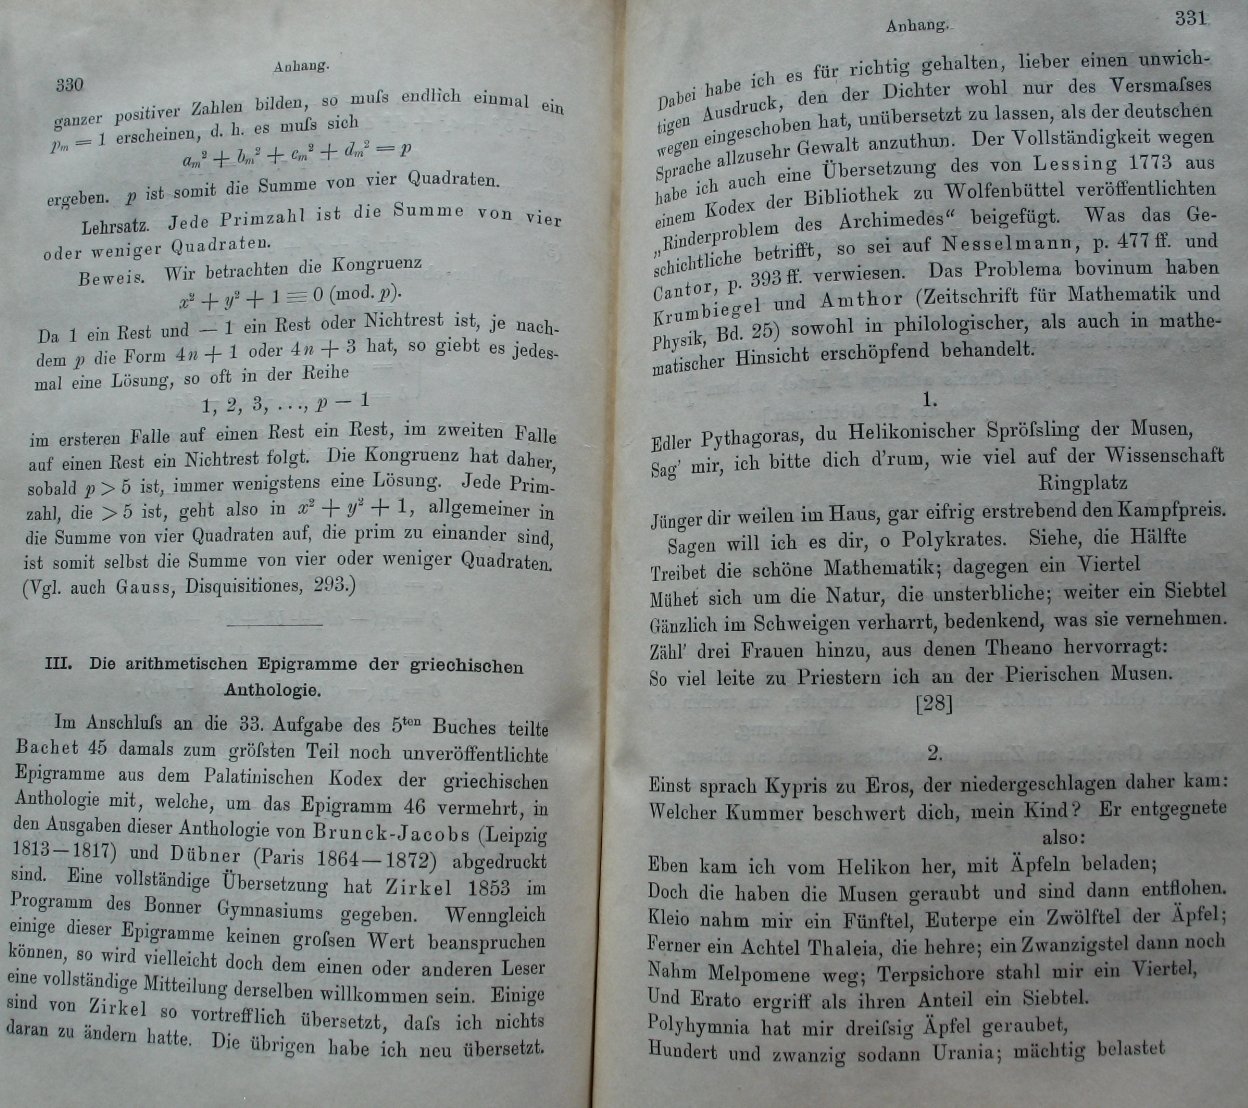 330
Anhang.
ganzer positiver Zahlen bilden, so muſs endlich einmal ein
pₘ = 1 erscheinen, d. h. es muſs sich
aₘ² + bₘ² + cₘ² + dₘ² = p
ergeben. p ist somit die Summe von vier Quadraten.
Lehrsatz. Jede Primzahl ist die Summe von vier
oder weniger Quadraten.
Beweis. Wir betrachten die Kongruenz
x² + y² + 1 ≡ 0 (mod. p).
Da 1 ein Rest und — 1 ein Rest oder Nichtrest ist, je nach-
dem p die Form 4n + 1 oder 4n + 3 hat, so giebt es jedes-
mal eine Lösung, so oft in der Reihe
1, 2, 3, ..., p — 1
im ersteren Falle auf einen Rest ein Rest, im zweiten Falle
auf einen Rest ein Nichtrest folgt. Die Kongruenz hat daher,
sobald p > 5 ist, immer wenigstens eine Lösung. Jede Prim-
zahl, die > 5 ist, geht also in x² + y² + 1, allgemeiner in
die Summe von vier Quadraten auf, die prim zu einander sind,
ist somit selbst die Summe von vier oder weniger Quadraten.
(Vgl. auch Gauss, Disquisitiones, 293.)
III. Die arithmetischen Epigramme der griechischen
Anthologie.
Im Anschluſs an die 33. Aufgabe des 5ᵗᵉⁿ Buches teilte
Bachet 45 damals zum gröſsten Teil noch unveröffentlichte
Epigramme aus dem Palatinischen Kodex der griechischen
Anthologie mit, welche, um das Epigramm 46 vermehrt, in
den Ausgaben dieser Anthologie von Brunck-Jacobs (Leipzig
1813—1817) und Dübner (Paris 1864—1872) abgedruckt
sind. Eine vollständige Übersetzung hat Zirkel 1853 im
Programm des Bonner Gymnasiums gegeben. Wenngleich
einige dieser Epigramme keinen groſsen Wert beanspruchen
können, so wird vielleicht doch dem einen oder anderen Leser
eine vollständige Mitteilung derselben willkommen sein. Einige
sind von Zirkel so vortrefflich übersetzt, daſs ich nichts
daran zu ändern hatte. Die übrigen habe ich neu übersetzt.
Anhang.
331
Dabei habe ich es für richtig gehalten, lieber einen unwich-
tigen Ausdruck, den der Dichter wohl nur des Versmaſses
wegen eingeschoben hat, unübersetzt zu lassen, als der deutschen
Sprache allzusehr Gewalt anzuthun. Der Vollständigkeit wegen
habe ich auch eine Übersetzung des von Lessing 1773 aus
einem Kodex der Bibliothek zu Wolfenbüttel veröffentlichten
„Rinderproblem des Archimedes“ beigefügt. Was das Ge-
schichtliche betrifft, so sei auf Nesselmann, p. 477 ff. und
Cantor, p. 393 ff. verwiesen. Das Problema bovinum haben
Krumbiegel und Amthor (Zeitschrift für Mathematik und
Physik, Bd. 25) sowohl in philologischer, als auch in mathe-
matischer Hinsicht erschöpfend behandelt.
1.
Edler Pythagoras, du Helikonischer Spröſsling der Musen,
Sag' mir, ich bitte dich d'rum, wie viel auf der Wissenschaft
Ringplatz
Jünger dir weilen im Haus, gar eifrig erstrebend den Kampfpreis.
Sagen will ich es dir, o Polykrates. Siehe, die Hälfte
Treibet die schöne Mathematik; dagegen ein Viertel
Mühet sich um die Natur, die unsterbliche; weiter ein Siebtel
Gänzlich im Schweigen verharrt, bedenkend, was sie vernehmen.
Zähl' drei Frauen hinzu, aus denen Theano hervorragt:
So viel leite zu Priestern ich an der Pierischen Musen.
[28]
2.
Einst sprach Kypris zu Eros, der niedergeschlagen daher kam:
Welcher Kummer beschwert dich, mein Kind? Er entgegnete
also:
Eben kam ich vom Helikon her, mit Äpfeln beladen;
Doch die haben die Musen geraubt und sind dann entflohen.
Kleio nahm mir ein Fünftel, Euterpe ein Zwölftel der Äpfel;
Ferner ein Achtel Thaleia, die hehre; ein Zwanzigstel dann noch
Nahm Melpomene weg; Terpsichore stahl mir ein Viertel,
Und Erato ergriff als ihren Anteil ein Siebtel.
Polyhymnia hat mir dreiſsig Äpfel geraubet,
Hundert und zwanzig sodann Urania; mächtig belastet